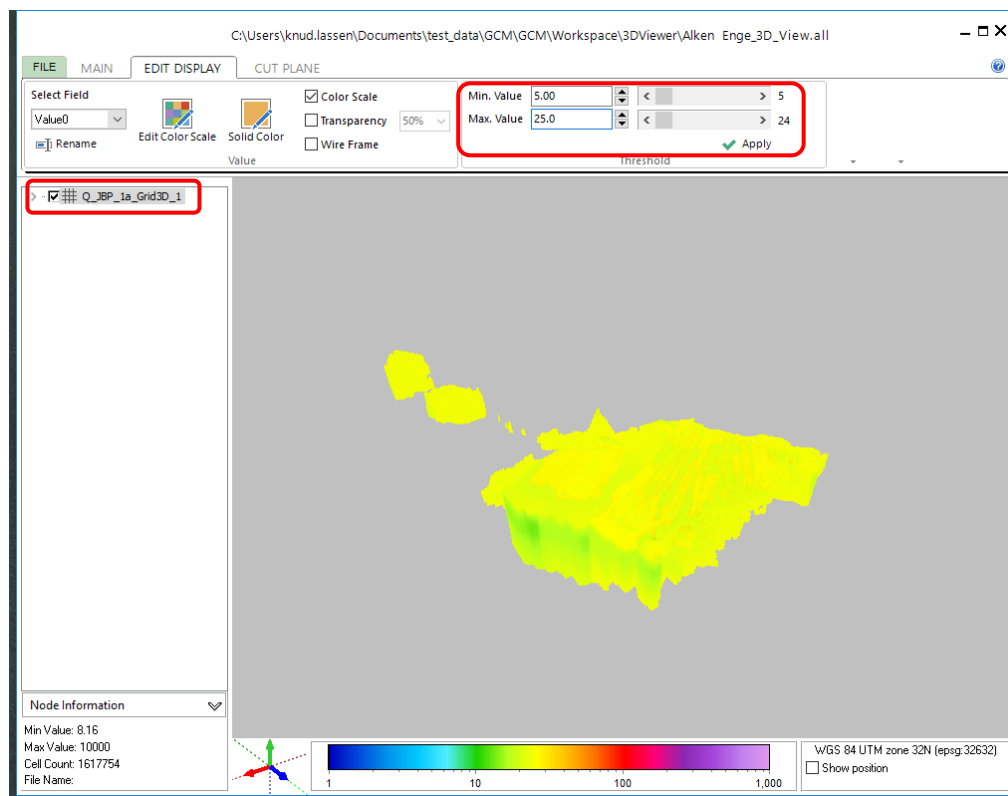 C:\Users\knud.lassen\Documents\test_data\GCM\GCM\Workspace\3DViewer\Alken Enge_3D_View.all
FILE MAIN EDIT DISPLAY CUT PLANE
Select Field
Value0
Rename
Edit Color Scale
Solid Color
Color Scale
Transparency 50%
Wire Frame
Value
Min. Value 5.00 5
Max. Value 25.0 24
Apply
Threshold
Q_JBP_1a_Grid3D_1
Node Information
Min Value: 8.16
Max Value: 10000
Cell Count: 1617754
File Name:
1 10 100 1,000
WGS 84 UTM zone 32N (epsg:32632)
Show position